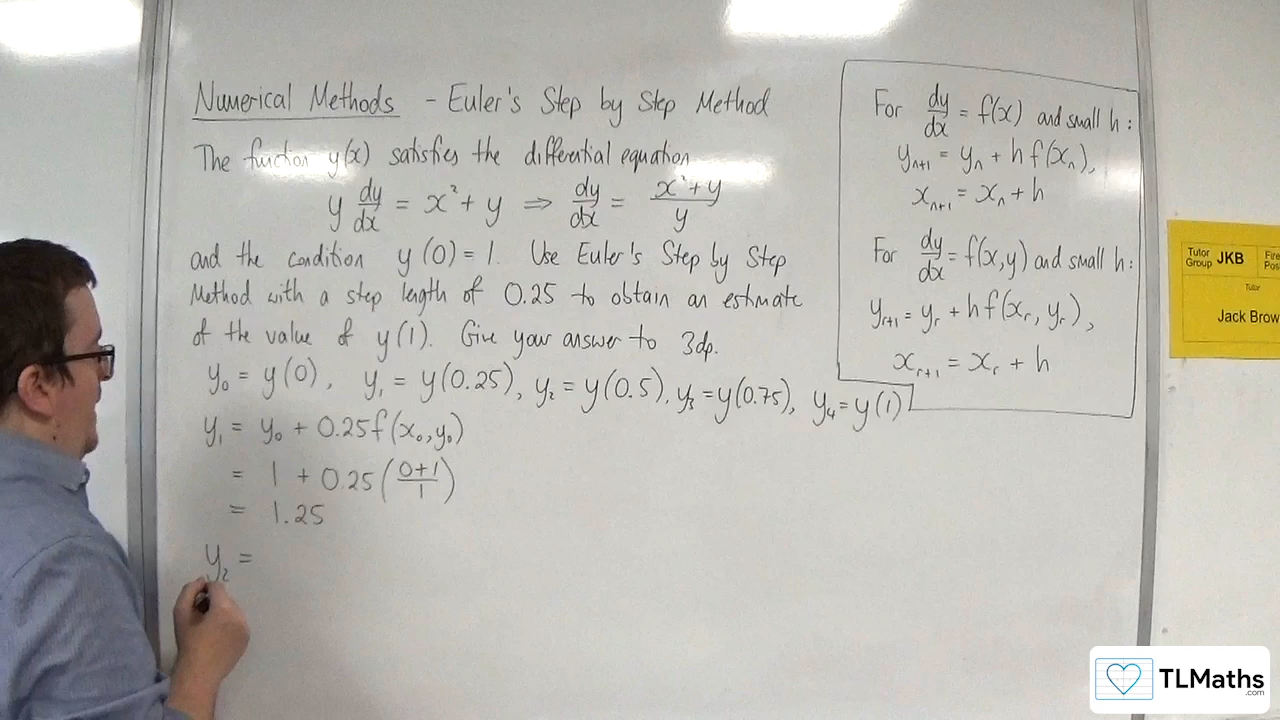 Numerical Methods - Euler's Step by Step Method
The function y(x) satisfies the differential equation
y dy/dx = x² + y ⇒ dy/dx = (x² + y)/y
and the condition y(0) = 1. Use Euler's Step by Step
Method with a step length of 0.25 to obtain an estimate
of the value of y(1). Give your answer to 3dp.
y₀ = y(0), y₁ = y(0.25), y₂ = y(0.5), y₃ = y(0.75), y₄ = y(1)
y₁ = y₀ + 0.25f(x₀, y₀)
= 1 + 0.25((0+1)/1)
= 1.25
y₂ =
For dy/dx = f(x) and small h:
yₙ₊₁ = yₙ + h f(xₙ),
xₙ₊₁ = xₙ + h
For dy/dx = f(x,y) and small h:
yᵣ₊₁ = yᵣ + h f(xᵣ, yᵣ),
xᵣ₊₁ = xᵣ + h
Tutor Group JKB
Tutor
Jack Brow
TLMaths
.com